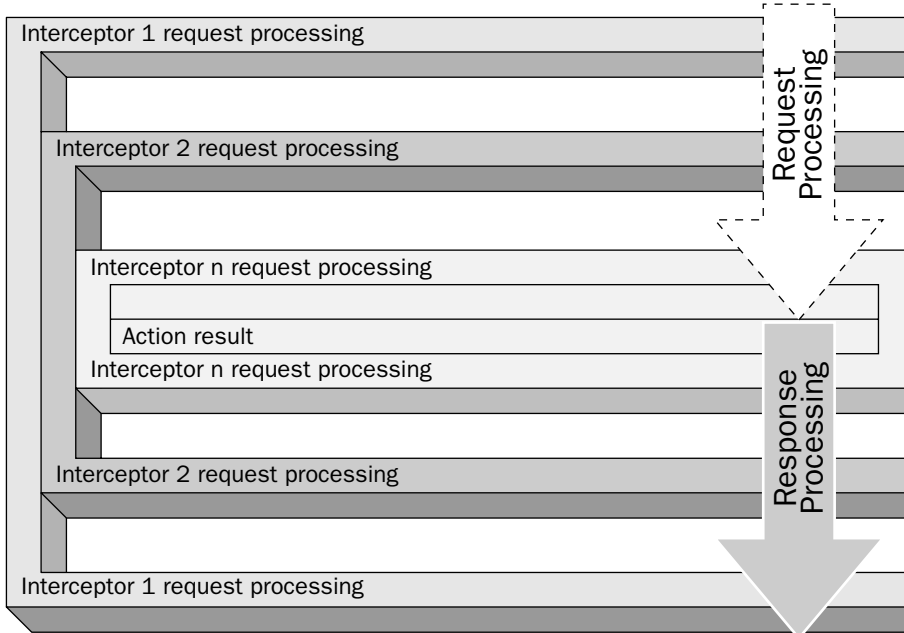 Interceptor 1 request processing
Request
Processing
Interceptor 2 request processing
Interceptor n request processing
Action result
Interceptor n request processing
Response
Processing
Interceptor 2 request processing
Interceptor 1 request processing